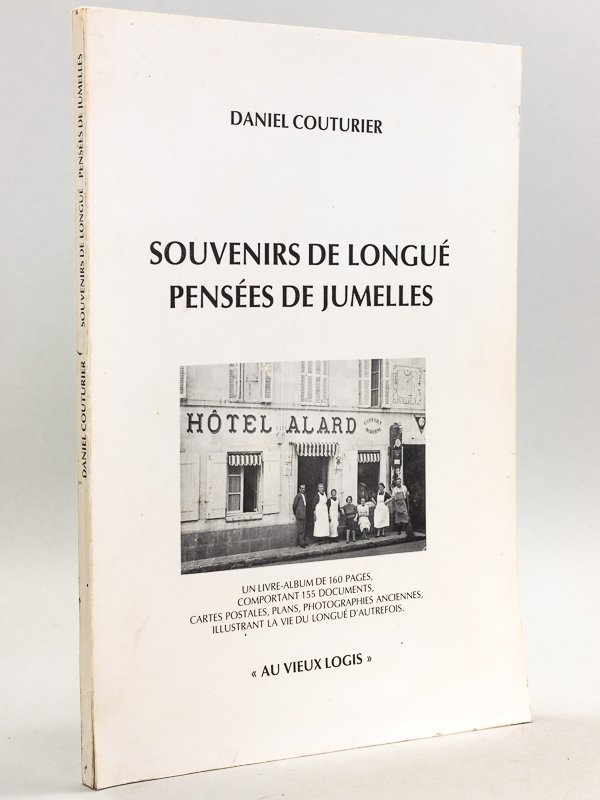 DANIEL COUTURIER
SOUVENIRS DE LONGUÉ
PENSÉES DE JUMELLES
HÔTEL ALARD
CONFORT
MODERNE
UN LIVRE-ALBUM DE 160 PAGES,
COMPORTANT 155 DOCUMENTS,
CARTES POSTALES, PLANS, PHOTOGRAPHIES ANCIENNES,
ILLUSTRANT LA VIE DU LONGUÉ D'AUTREFOIS.
« AU VIEUX LOGIS »
DANIEL COUTURIER SOUVENIRS DE LONGUÉ PENSÉES DE JUMELLES